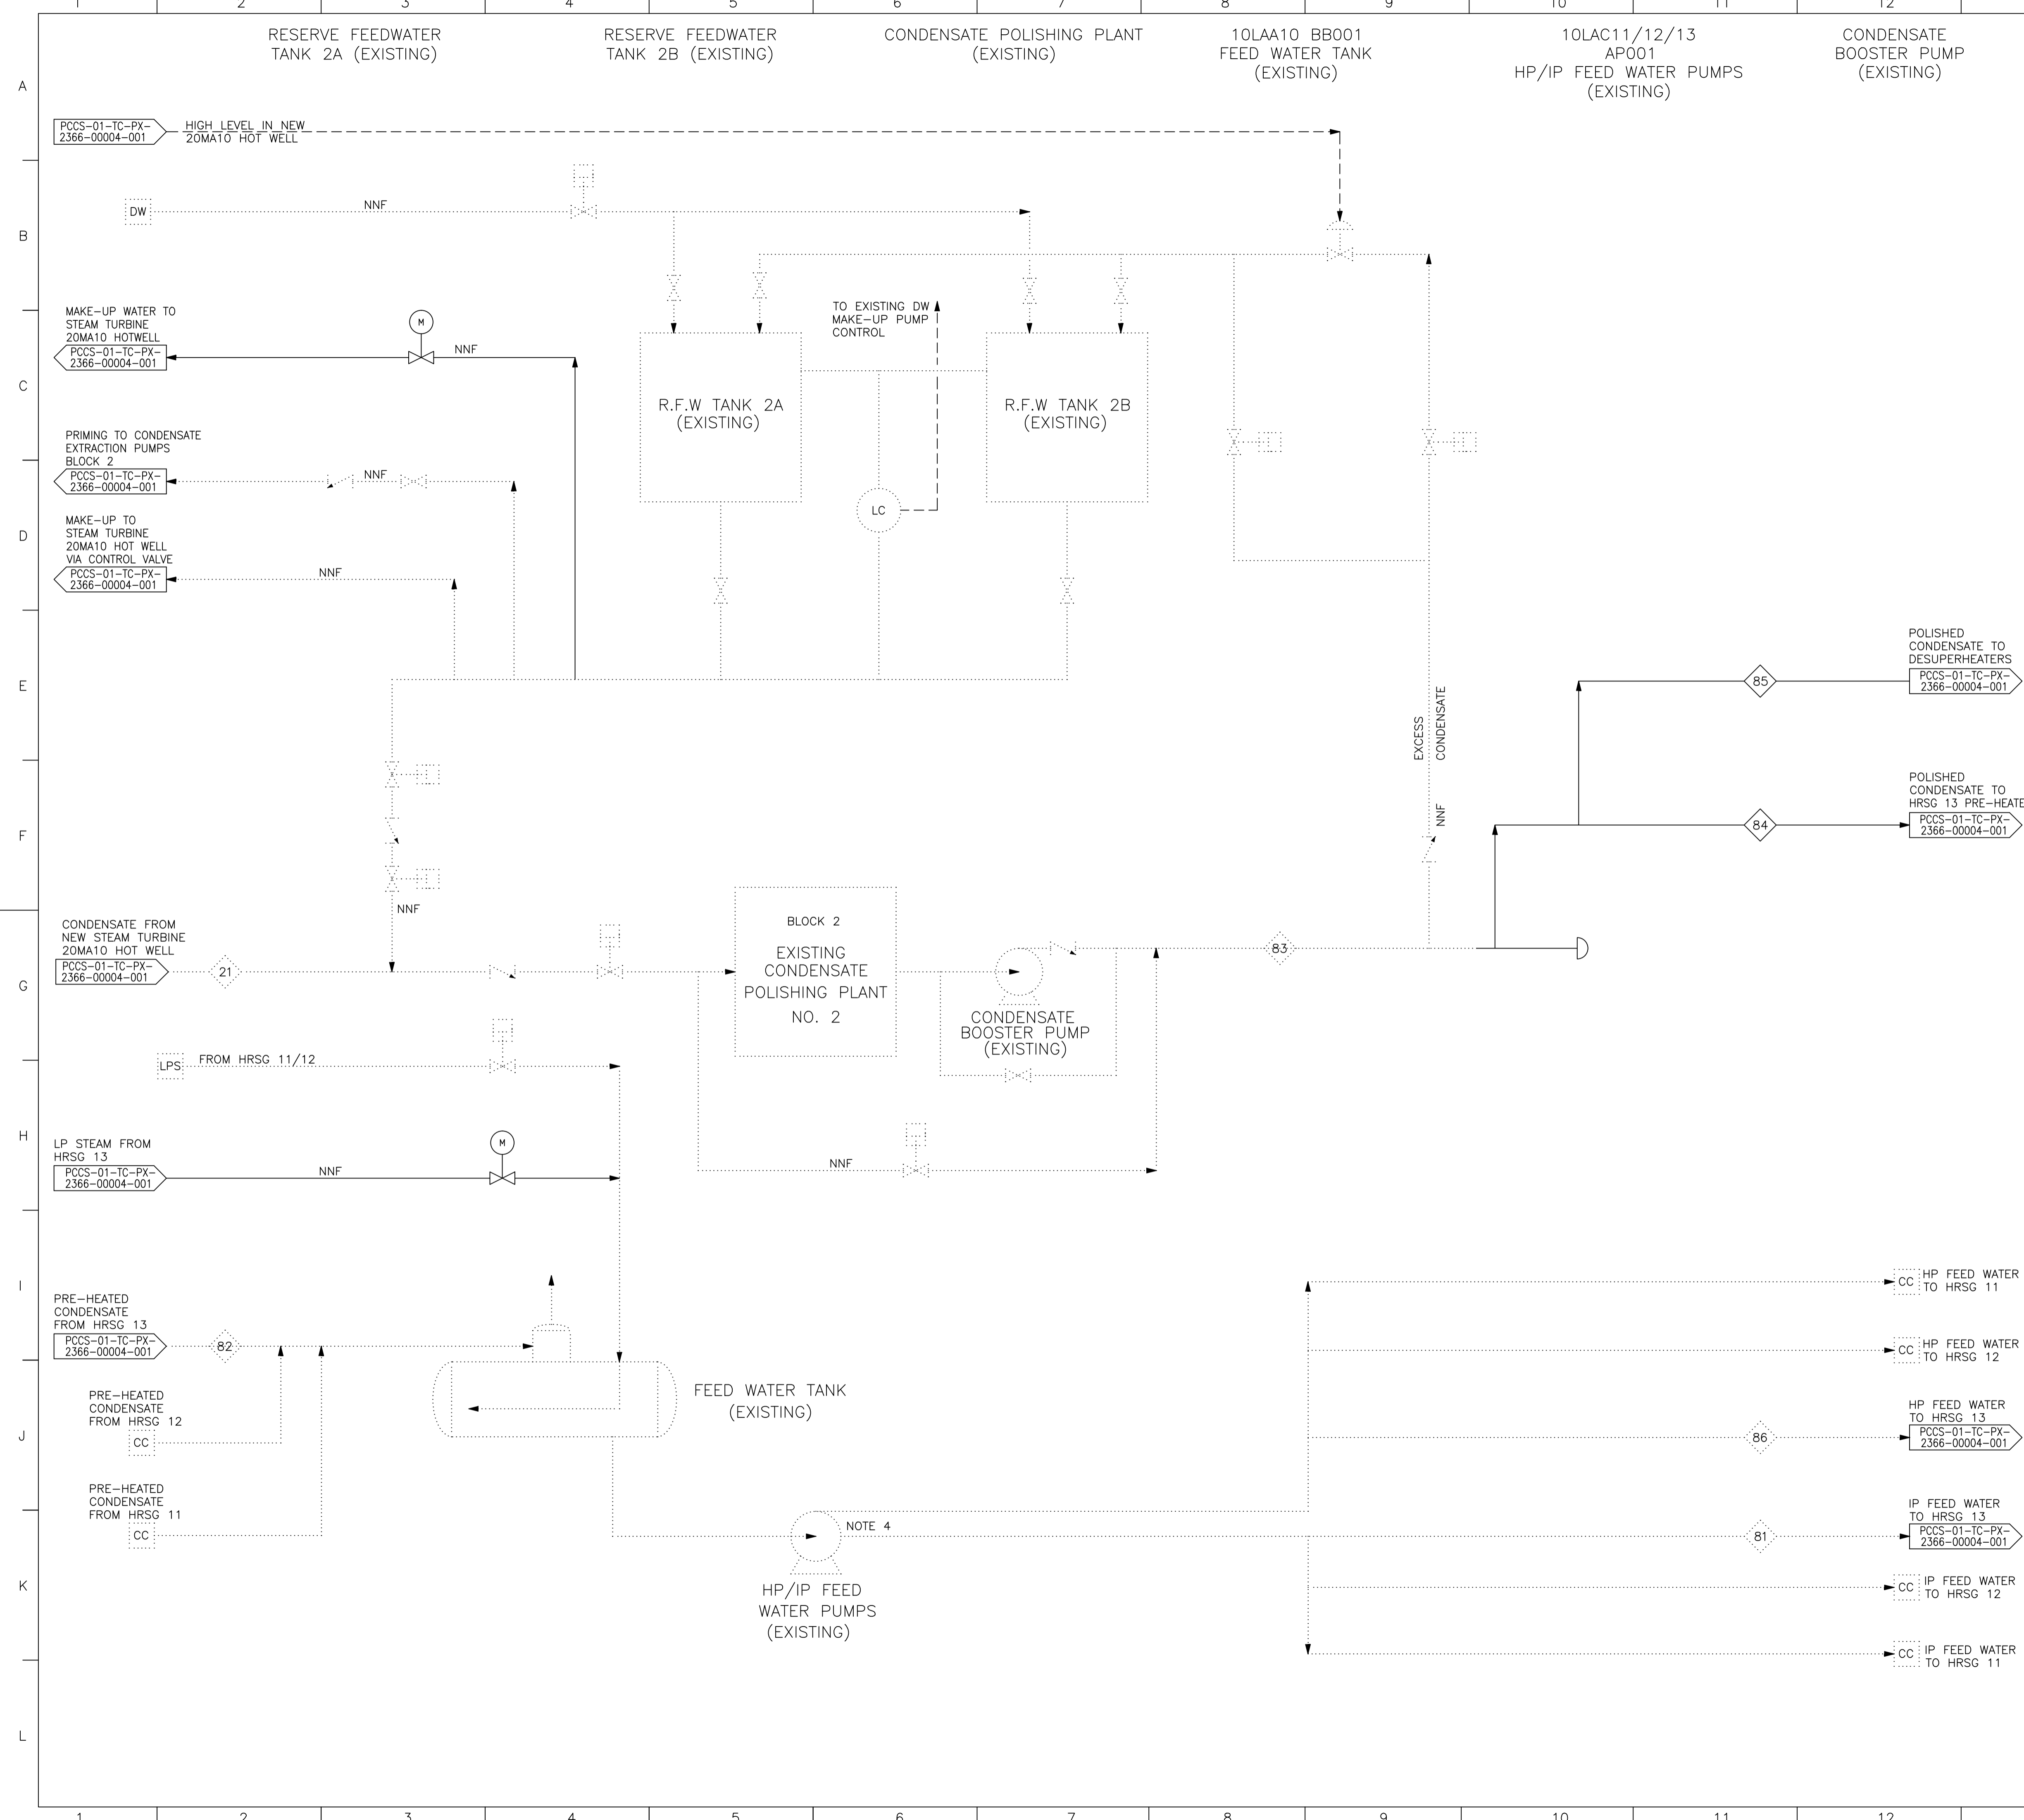 1 2 3 4 5 6 7 8 9 10 11 12
RESERVE FEEDWATER
TANK 2A (EXISTING)
RESERVE FEEDWATER
TANK 2B (EXISTING)
CONDENSATE POLISHING PLANT
(EXISTING)
10LAA10 BB001
FEED WATER TANK
(EXISTING)
10LAC11/12/13
AP001
HP/IP FEED WATER PUMPS
(EXISTING)
CONDENSATE
BOOSTER PUMP
(EXISTING)
A
PCCS-01-TC-PX-
2366-00004-001
HIGH LEVEL IN NEW
20MA10 HOT WELL
DW
NNF
B
MAKE-UP WATER TO
STEAM TURBINE
20MA10 HOTWELL
PCCS-01-TC-PX-
2366-00004-001
M
NNF
TO EXISTING DW
MAKE-UP PUMP
CONTROL
C
R.F.W TANK 2A
(EXISTING)
R.F.W TANK 2B
(EXISTING)
PRIMING TO CONDENSATE
EXTRACTION PUMPS
BLOCK 2
PCCS-01-TC-PX-
2366-00004-001
NNF
LC
D
MAKE-UP TO
STEAM TURBINE
20MA10 HOT WELL
VIA CONTROL VALVE
PCCS-01-TC-PX-
2366-00004-001
NNF
E
EXCESS
CONDENSATE
NNF
POLISHED
CONDENSATE TO
DESUPERHEATERS
85
PCCS-01-TC-PX-
2366-00004-001
F
POLISHED
CONDENSATE TO
HRSG 13 PRE-HEATE
84
PCCS-01-TC-PX-
2366-00004-001
NNF
CONDENSATE FROM
NEW STEAM TURBINE
20MA10 HOT WELL
PCCS-01-TC-PX-
2366-00004-001
21
G
BLOCK 2
EXISTING
CONDENSATE
POLISHING PLANT
NO. 2
CONDENSATE
BOOSTER PUMP
(EXISTING)
83
LPS
FROM HRSG 11/12
H
LP STEAM FROM
HRSG 13
PCCS-01-TC-PX-
2366-00004-001
NNF
M
NNF
I
PRE-HEATED
CONDENSATE
FROM HRSG 13
PCCS-01-TC-PX-
2366-00004-001
82
CC
HP FEED WATER
TO HRSG 11
CC
HP FEED WATER
TO HRSG 12
PRE-HEATED
CONDENSATE
FROM HRSG 12
CC
FEED WATER TANK
(EXISTING)
J
HP FEED WATER
TO HRSG 13
86
PCCS-01-TC-PX-
2366-00004-001
PRE-HEATED
CONDENSATE
FROM HRSG 11
CC
NOTE 4
HP/IP FEED
WATER PUMPS
(EXISTING)
IP FEED WATER
TO HRSG 13
81
PCCS-01-TC-PX-
2366-00004-001
K
CC
IP FEED WATER
TO HRSG 12
CC
IP FEED WATER
TO HRSG 11
L
1 2 3 4 5 6 7 8 9 10 11 12